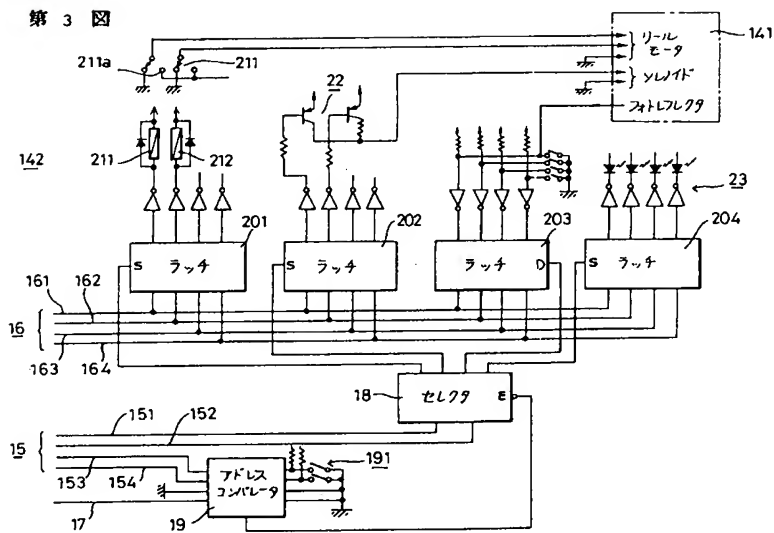 第 3 図
211a
211
リール
モータ
ソレノイド
フォトレフレクタ
141
22
142
211
212
23
201
202
203
204
S ラッチ
S ラッチ
ラッチ D
S ラッチ
161
162
16
163
164
18
セレクタ E
151
152
15
153
154
17
アドレス
コンパレータ
19
191